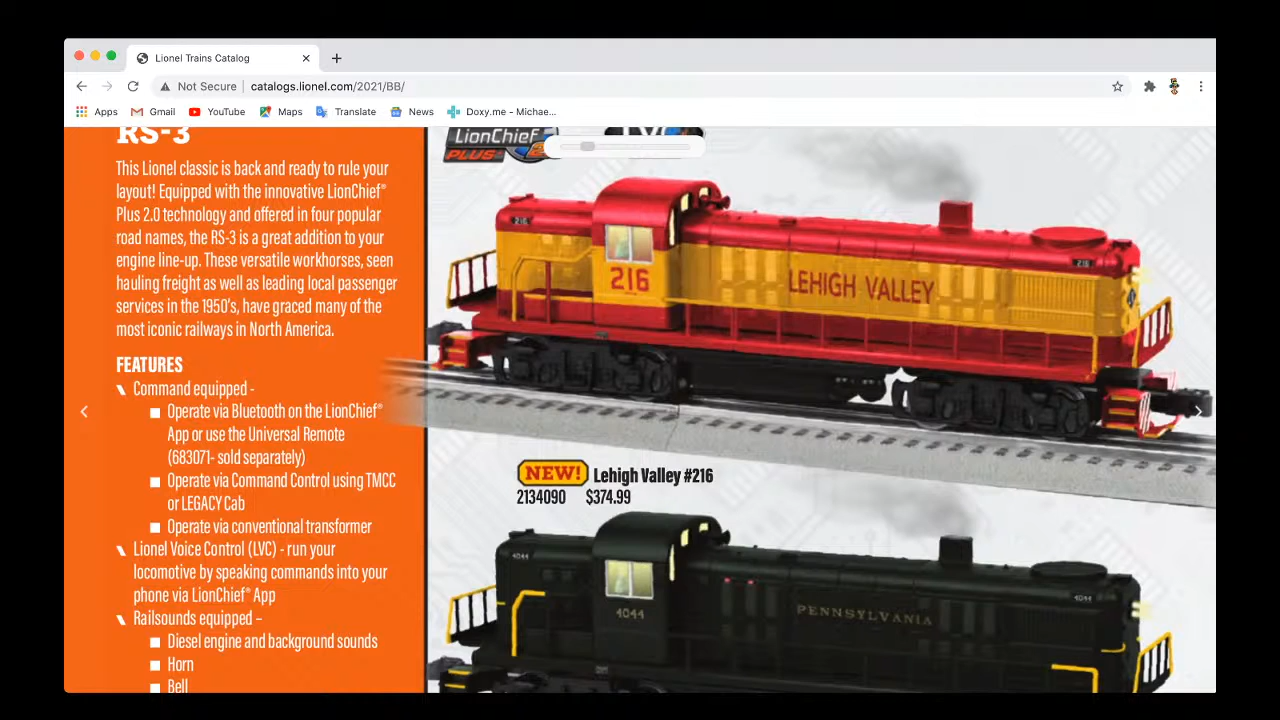 Lionel Trains Catalog
Not Secure catalogs.lionel.com/2021/BB/
Apps Gmail YouTube Maps Translate News Doxy.me - Michae...
RS-3
This Lionel classic is back and ready to rule your
layout! Equipped with the innovative LionChief®
Plus 2.0 technology and offered in four popular
road names, the RS-3 is a great addition to your
engine line-up. These versatile workhorses, seen
hauling freight as well as leading local passenger
services in the 1950's, have graced many of the
most iconic railways in North America.
FEATURES
Command equipped -
Operate via Bluetooth on the LionChief®
App or use the Universal Remote
(683071- sold separately)
Operate via Command Control using TMCC
or LEGACY Cab
Operate via conventional transformer
Lionel Voice Control (LVC) - run your
locomotive by speaking commands into your
phone via LionChief® App
Railsounds equipped –
Diesel engine and background sounds
Horn
Bell
LIONCHIEF
PLUS
216
216
LEHIGH VALLEY
216
NEW! Lehigh Valley #216
2134090 $374.99
4044
4044
PENNSYLVANIA
4044